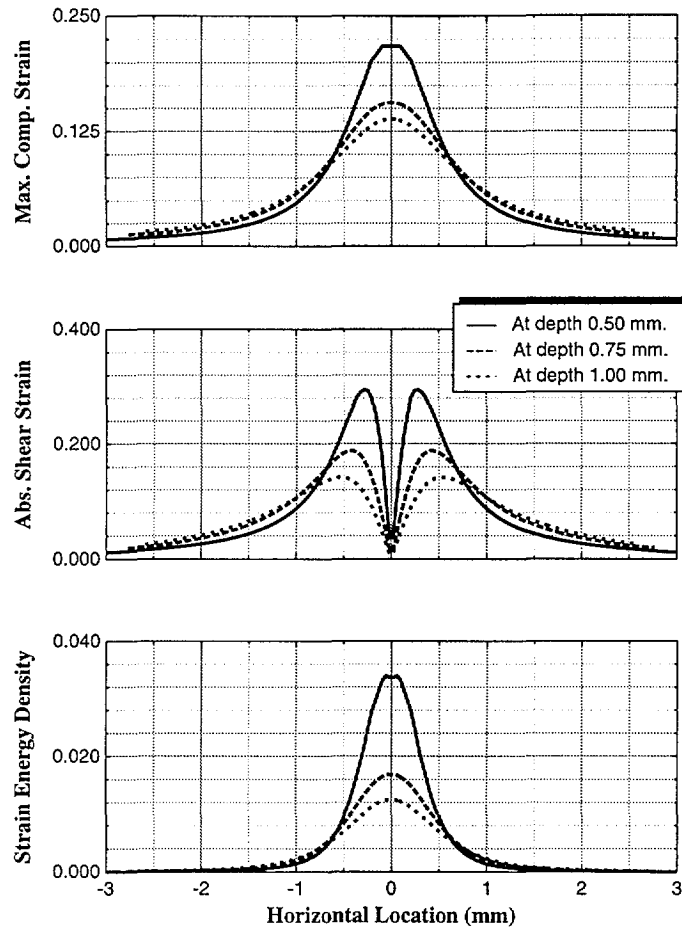 Max. Comp. Strain
0.250
0.125
0.000
Abs. Shear Strain
0.400
0.200
0.000
At depth 0.50 mm.
At depth 0.75 mm.
At depth 1.00 mm.
Strain Energy Density
0.040
0.020
0.000
-3 -2 -1 0 1 2 3
Horizontal Location (mm)